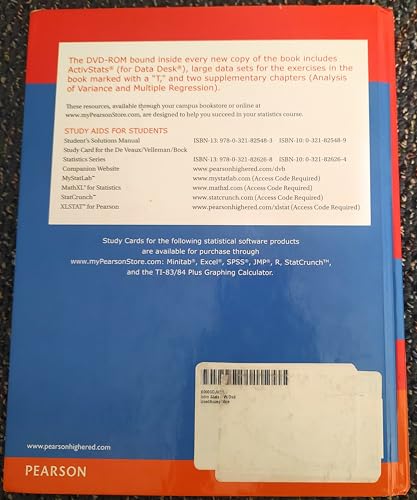 The DVD-ROM bound inside every new copy of the book includes
ActivStats® (for Data Desk®), large data sets for the exercises in the
book marked with a "T," and two supplementary chapters (Analysis
of Variance and Multiple Regression).
These resources, available through your campus bookstore or online at
www.myPearsonStore.com, are designed to help you succeed in your statistics course.
STUDY AIDS FOR STUDENTS
Student's Solutions Manual ISBN-13: 978-0-321-82548-3 ISBN-10: 0-321-82548-9
Study Card for the De Veaux/Velleman/Bock
Statistics Series ISBN-13: 978-0-321-82626-8 ISBN-10: 0-321-82626-4
Companion Website www.pearsonhighered.com/dvb
MyStatLab™ www.mystatlab.com (Access Code Required)
MathXL® for Statistics www.mathxl.com (Access Code Required)
StatCrunch™ www.statcrunch.com (Access Code Required)
XLSTAT™ for Pearson www.pearsonhighered.com/xlstat (Access Code Required)
Study Cards for the following statistical software products
are available for purchase through
www.myPearsonStore.com: Minitab®, Excel®, SPSS®, JMP®, R, StatCrunch™,
and the TI-83/84 Plus Graphing Calculator.
www.pearsonhighered.com
PEARSON